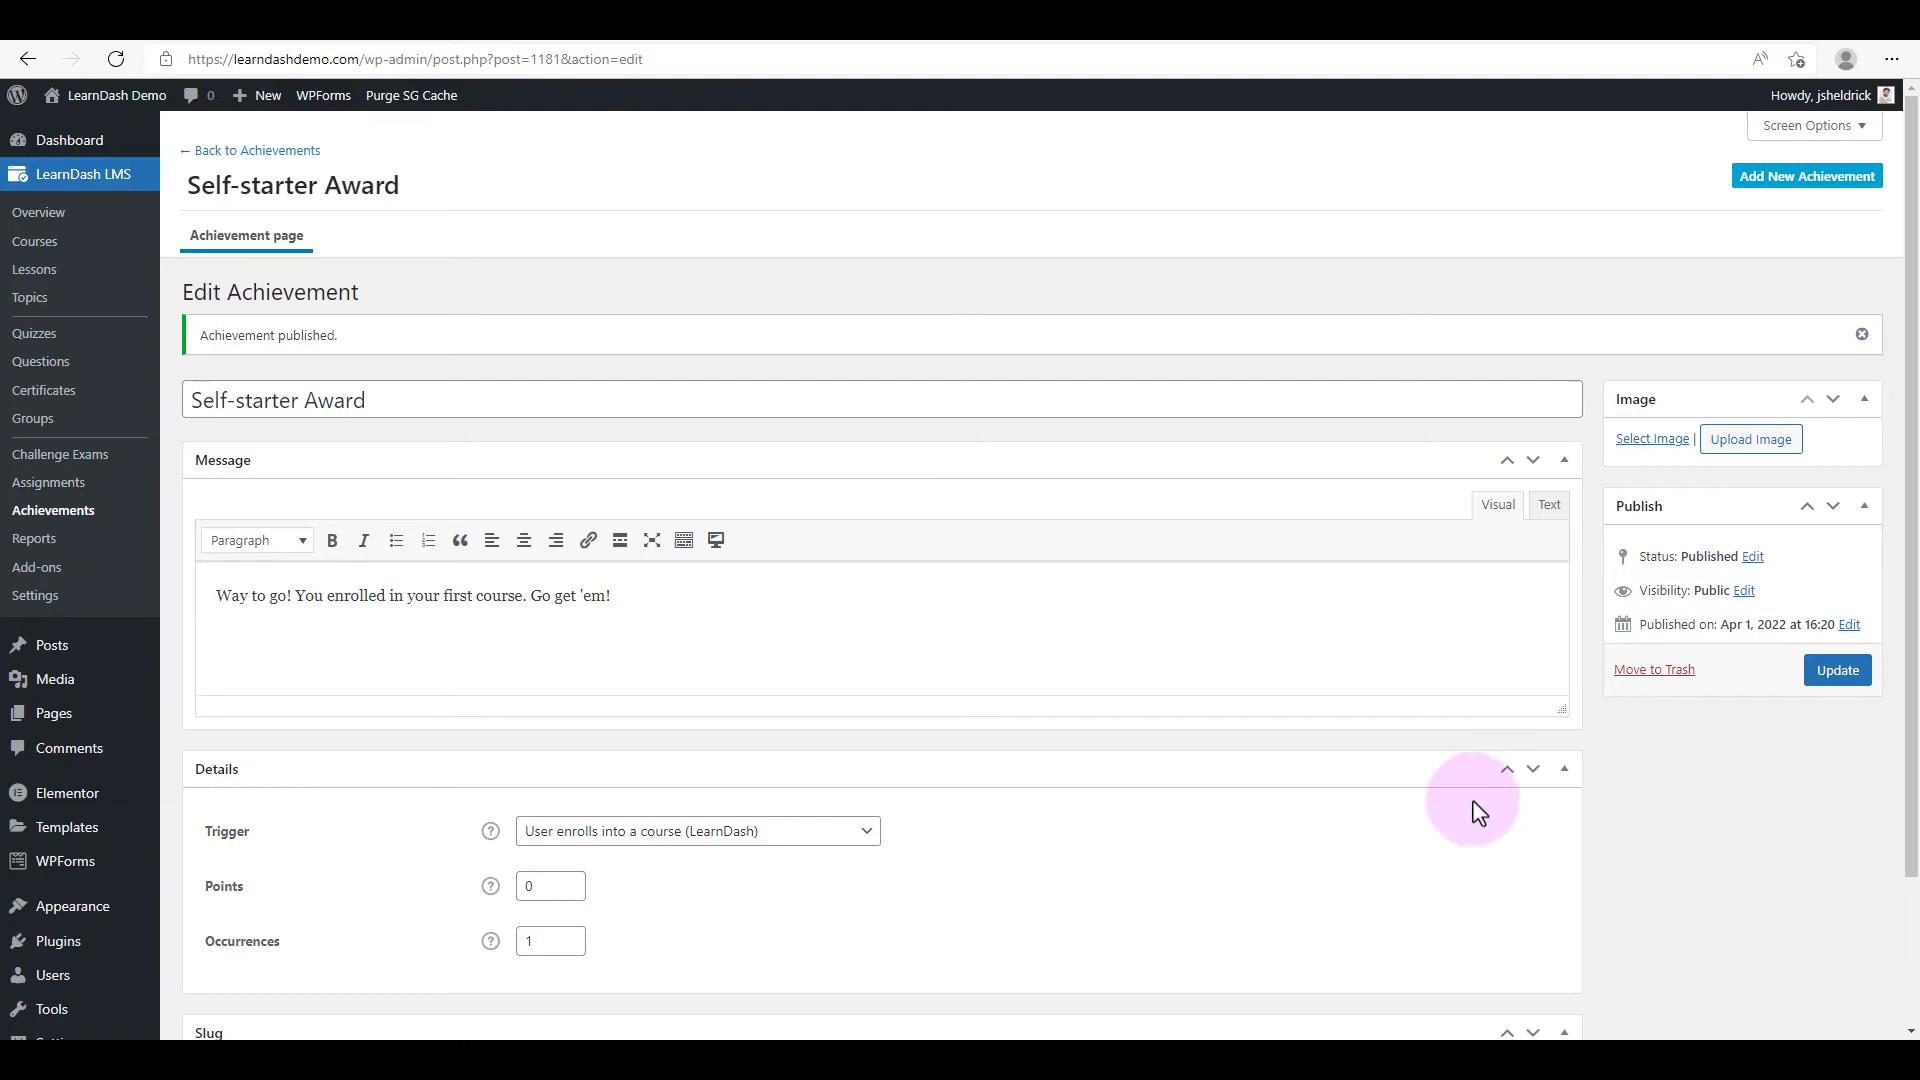 https://learndashdemo.com/wp-admin/post.php?post=1181&action=edit
LearnDash Demo 0 New WPForms Purge SG Cache Howdy, jsheldrick
Dashboard
LearnDash LMS
Overview
Courses
Lessons
Topics
Quizzes
Questions
Certificates
Groups
Challenge Exams
Assignments
Achievements
Reports
Add-ons
Settings
Posts
Media
Pages
Comments
Elementor
Templates
WPForms
Appearance
Plugins
Users
Tools
Screen Options
← Back to Achievements
Self-starter Award
Add New Achievement
Achievement page
Edit Achievement
Achievement published.
Self-starter Award
Message
Visual Text
Paragraph B I
Way to go! You enrolled in your first course. Go get 'em!
Details
Trigger ? User enrolls into a course (LearnDash)
Points ? 0
Occurrences ? 1
Slug
Image
Select Image | Upload Image
Publish
Status: Published Edit
Visibility: Public Edit
Published on: Apr 1, 2022 at 16:20 Edit
Move to Trash Update